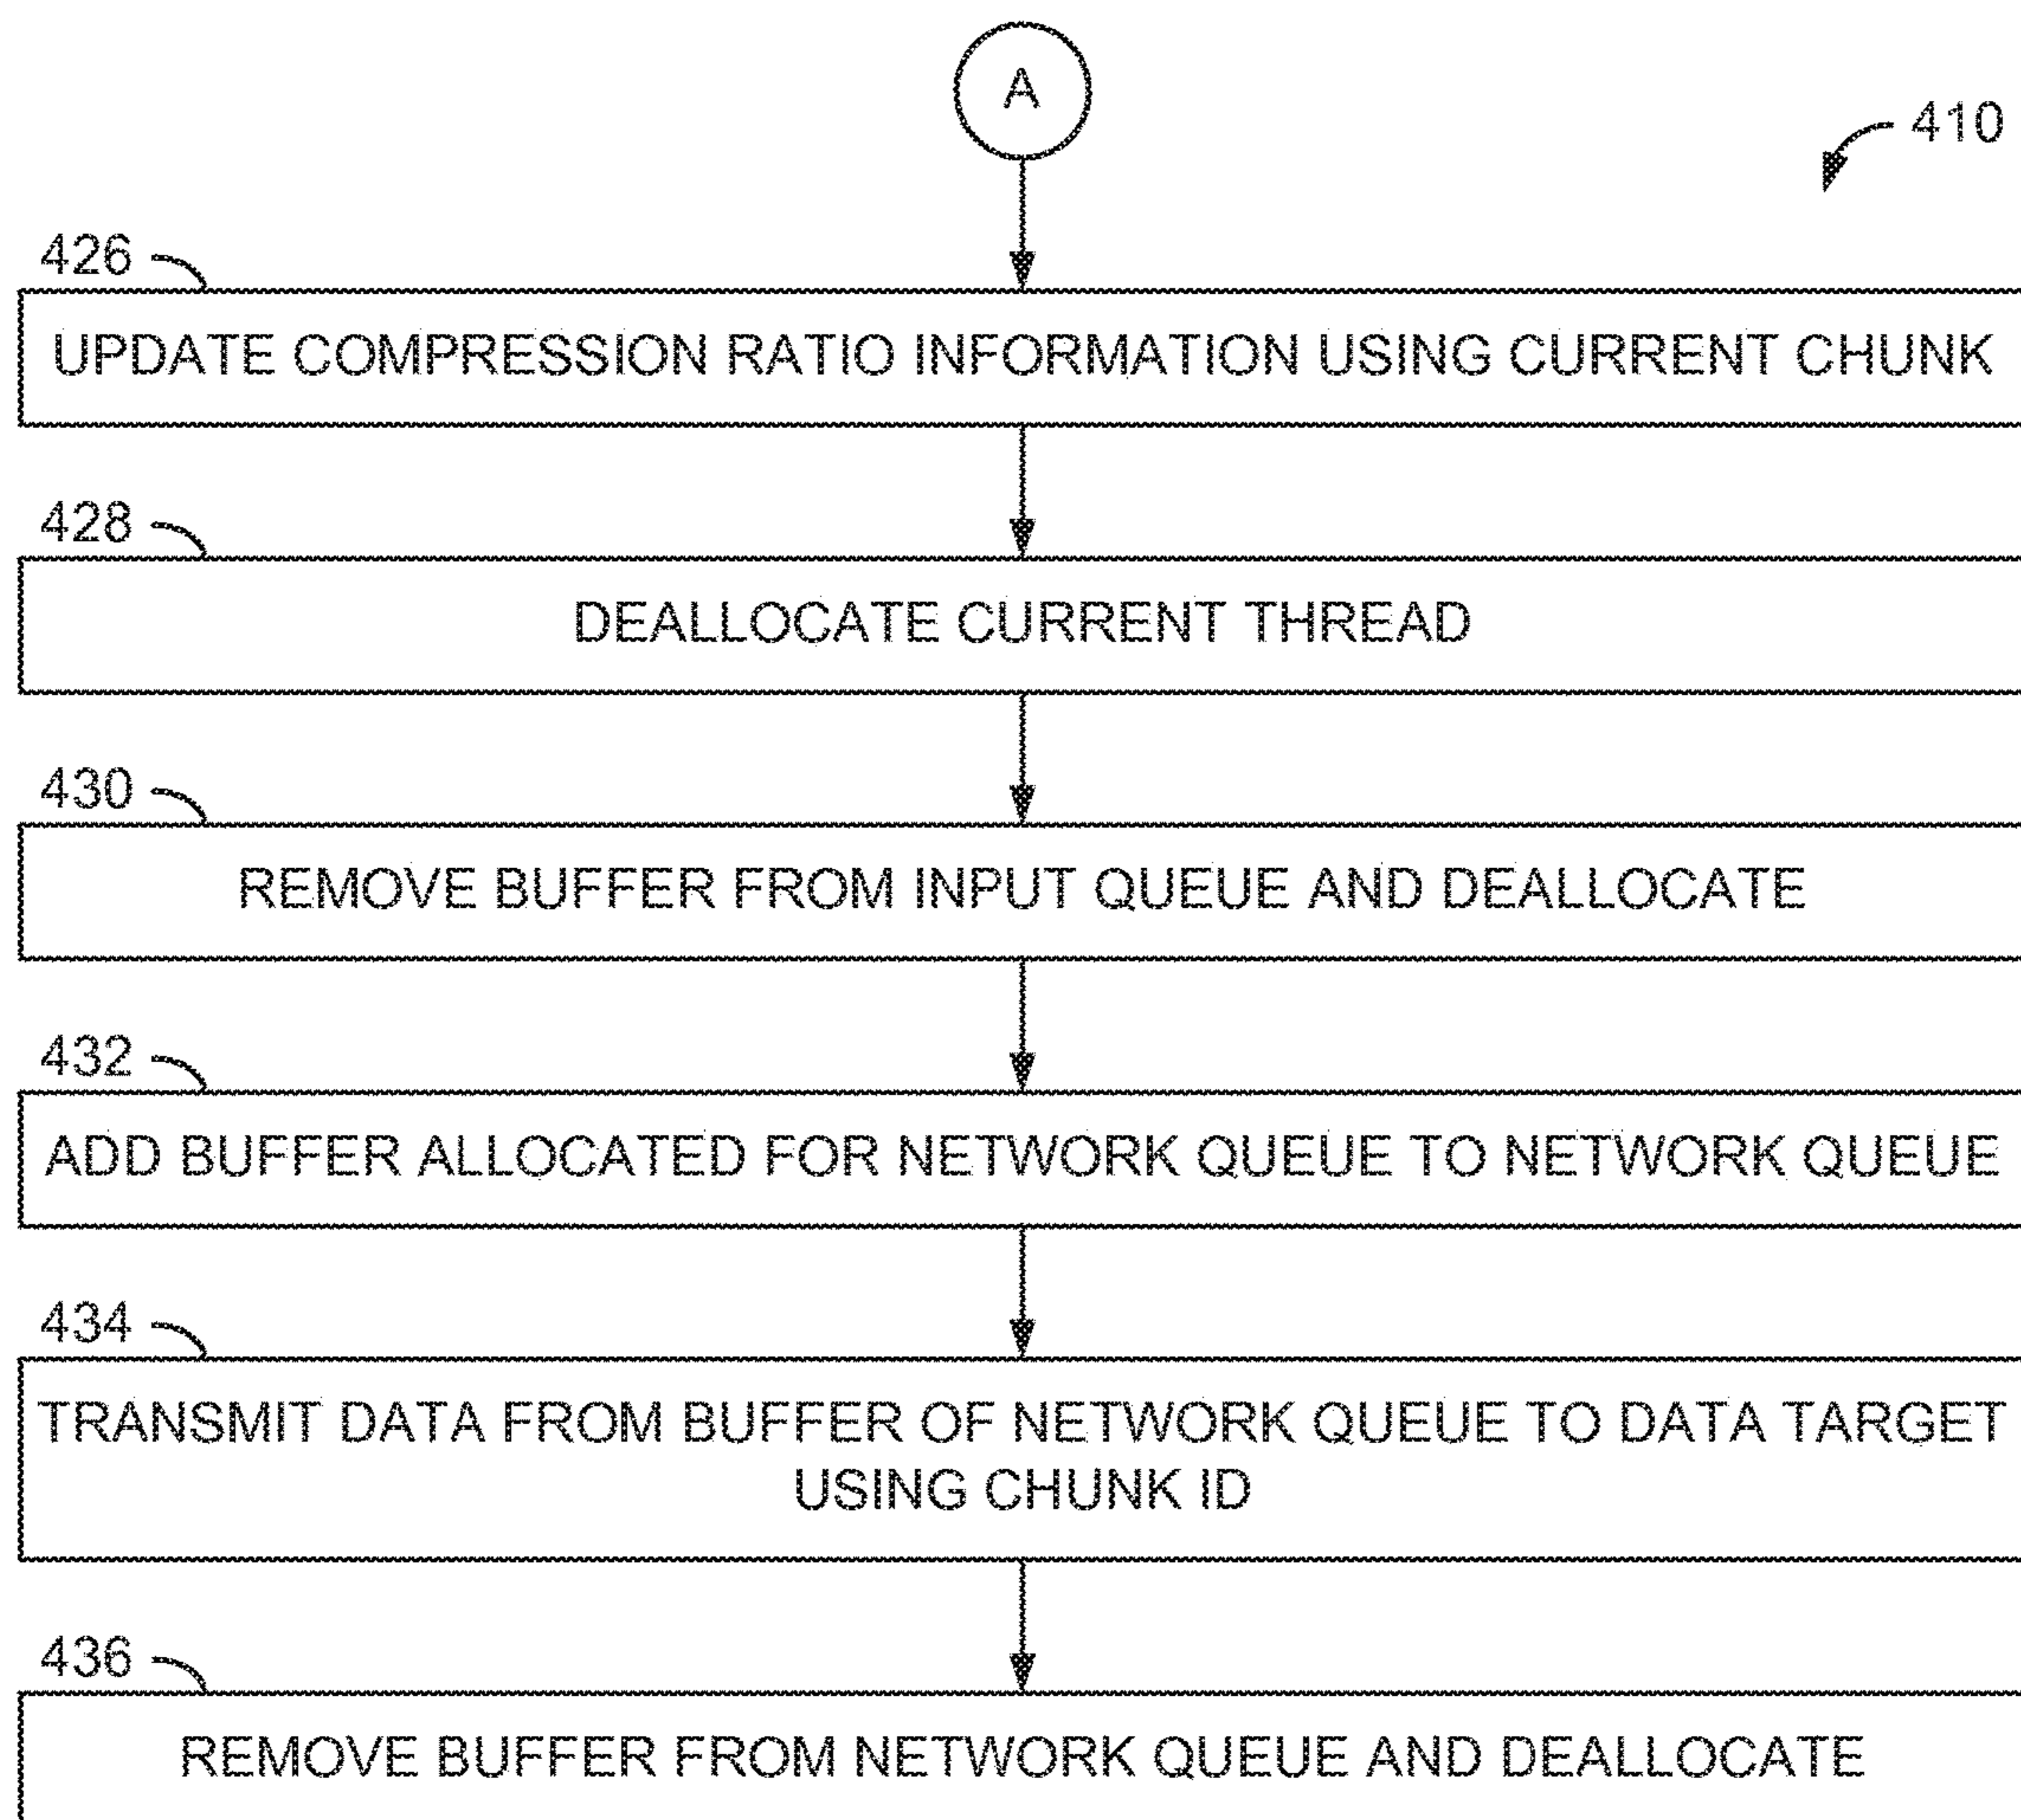 A
410
426
UPDATE COMPRESSION RATIO INFORMATION USING CURRENT CHUNK
428
DEALLOCATE CURRENT THREAD
430
REMOVE BUFFER FROM INPUT QUEUE AND DEALLOCATE
432
ADD BUFFER ALLOCATED FOR NETWORK QUEUE TO NETWORK QUEUE
434
TRANSMIT DATA FROM BUFFER OF NETWORK QUEUE TO DATA TARGET
USING CHUNK ID
436
REMOVE BUFFER FROM NETWORK QUEUE AND DEALLOCATE